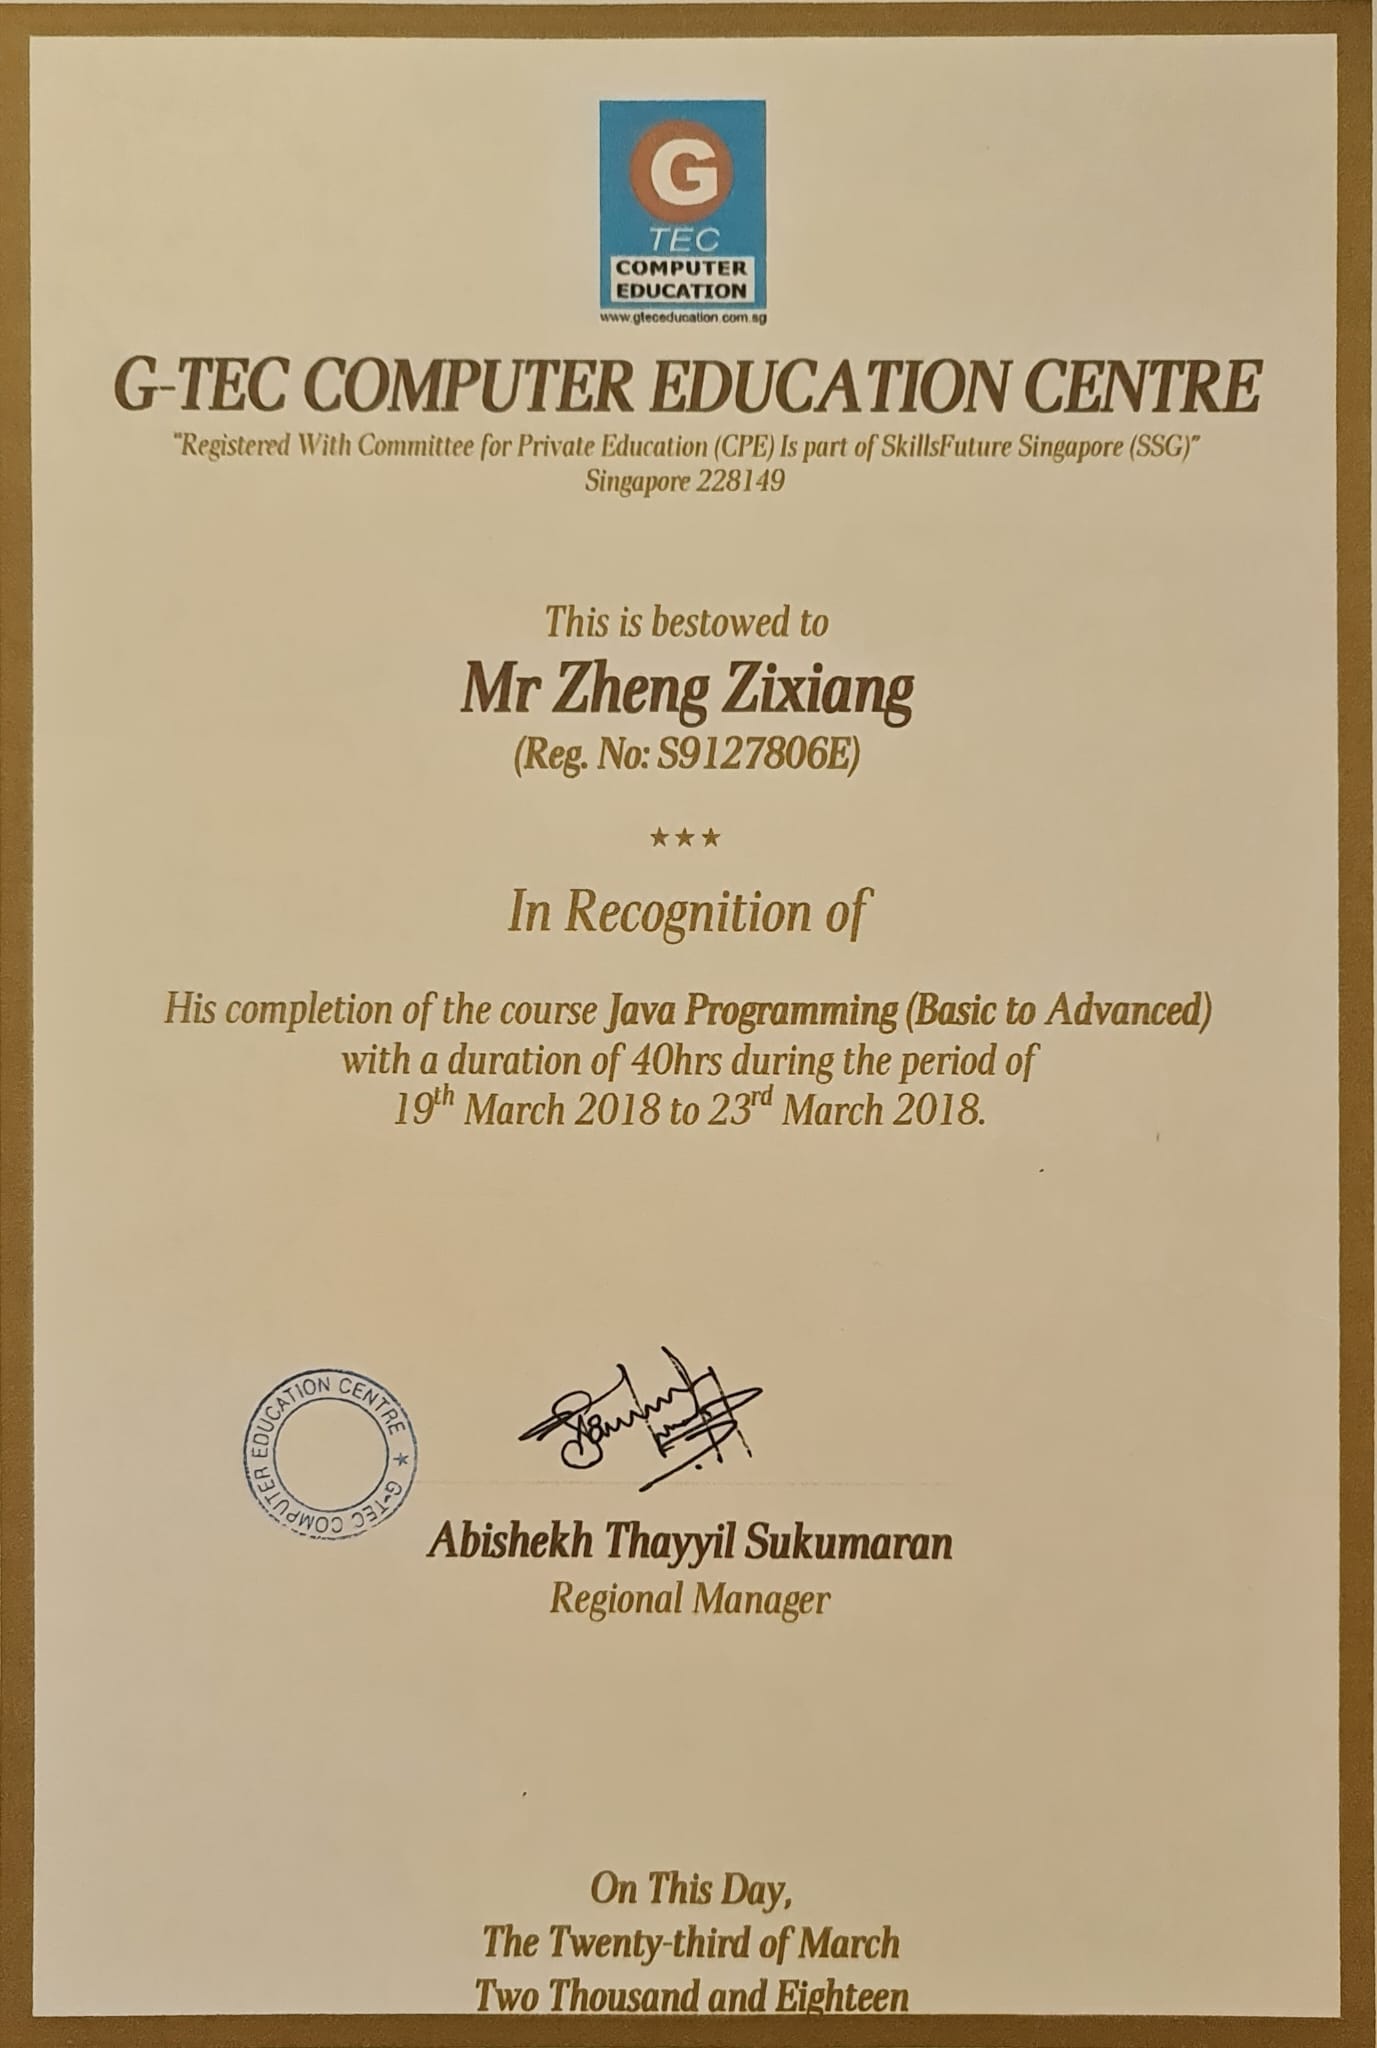 G
TEC
COMPUTER
EDUCATION
www.gteceducation.com.sg
G-TEC COMPUTER EDUCATION CENTRE
"Registered With Committee for Private Education (CPE) Is part of SkillsFuture Singapore (SSG)"
Singapore 228149
This is bestowed to
Mr Zheng Zixiang
(Reg. No: S9127806E)
In Recognition of
His completion of the course Java Programming (Basic to Advanced)
with a duration of 40hrs during the period of
19th March 2018 to 23rd March 2018.
G-TEC COMPUTER EDUCATION CENTRE
Abishekh Thayyil Sukumaran
Regional Manager
On This Day,
The Twenty-third of March
Two Thousand and Eighteen